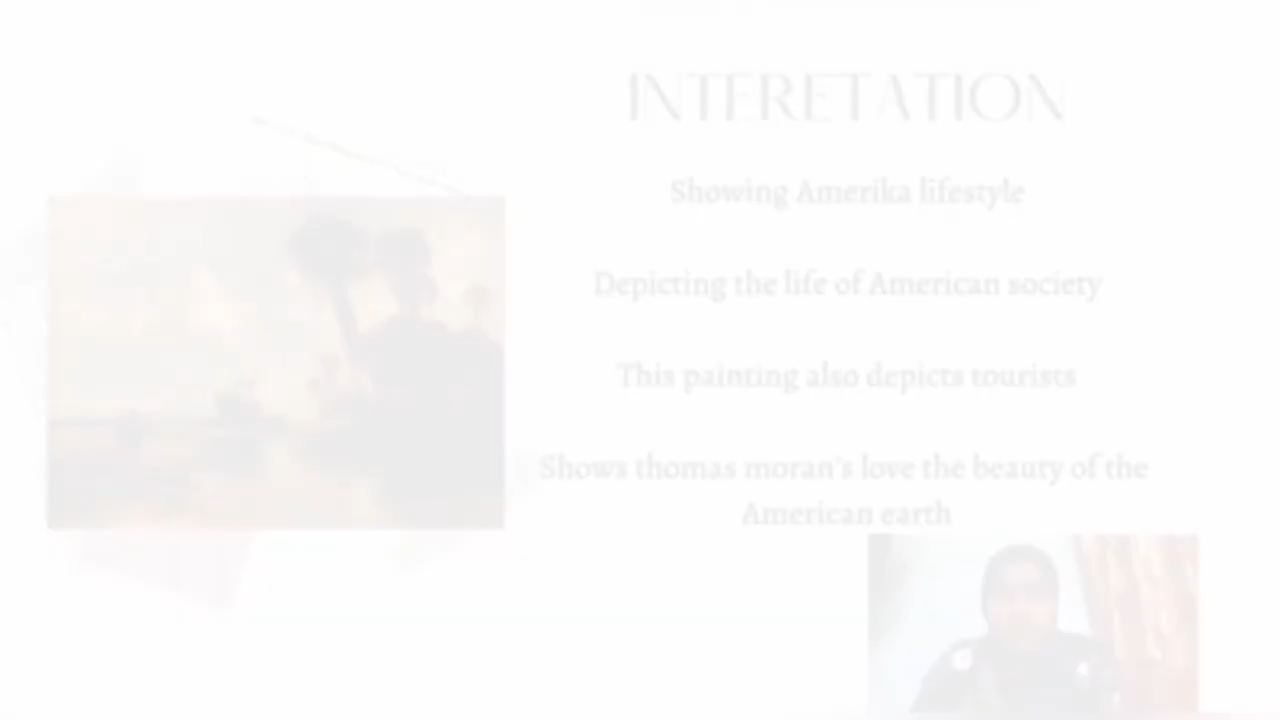 INTERETATION
Showing Amerika lifestyle
Depicting the life of American society
This painting also depicts tourists
Shows thomas moran's love the beauty of the
American earth